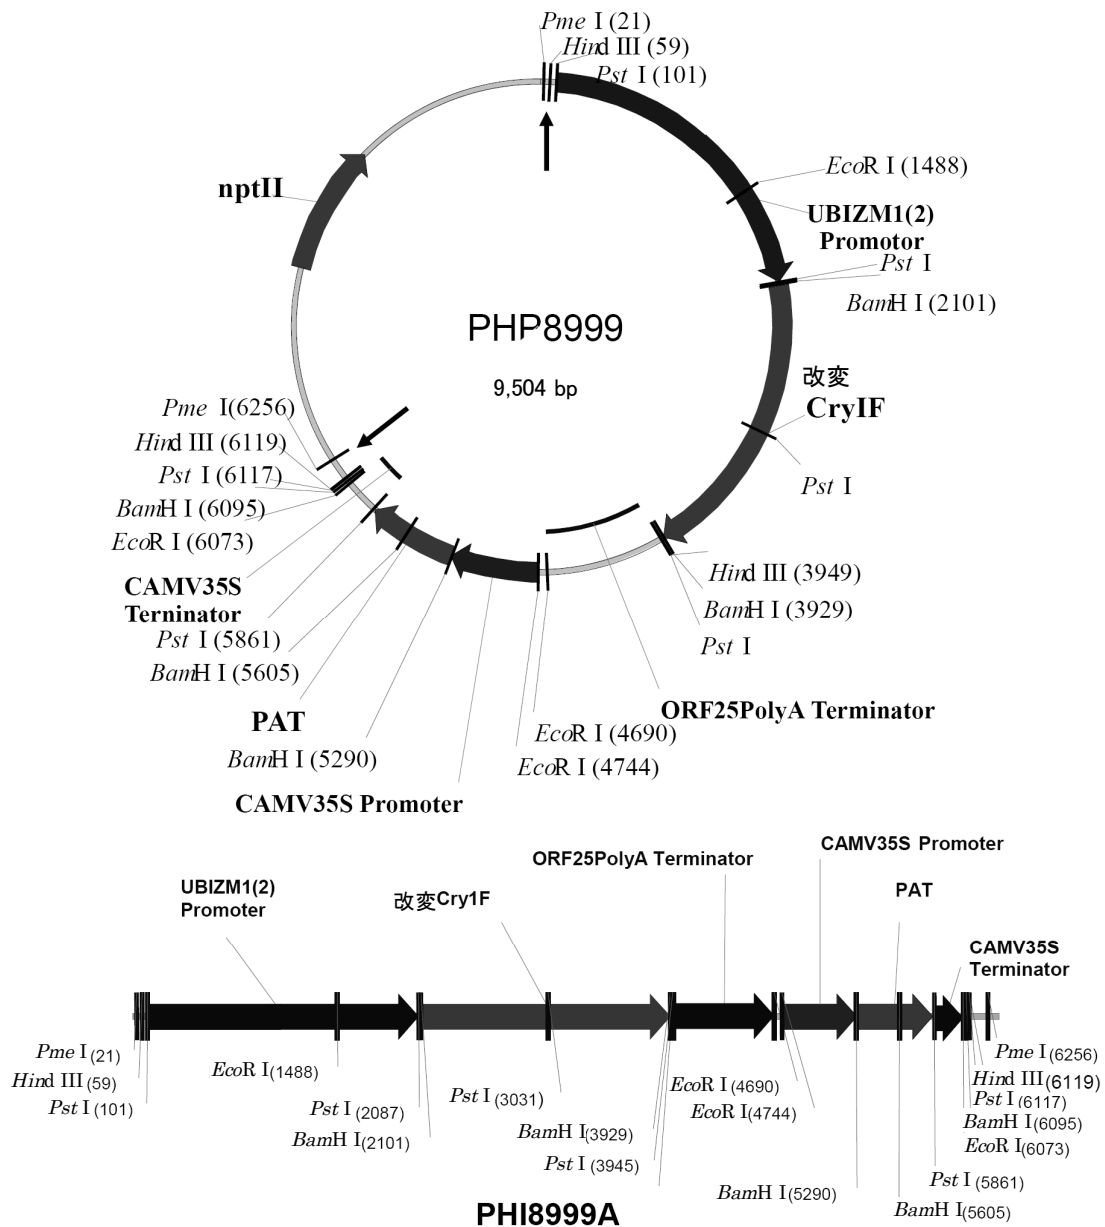 Pme I (21)
Hind III (59)
Pst I (101)
EcoR I (1488)
nptII
UBIZM1(2)
Promotor
Pst I
BamH I (2101)
PHP8999
9,504 bp
改変
CryIF
Pme I(6256)
Hind III (6119)
Pst I (6117)
BamH I (6095)
EcoR I (6073)
Pst I
CAMV35S
Terninator
Hind III (3949)
BamH I (3929)
Pst I
Pst I (5861)
BamH I (5605)
PAT
ORF25PolyA Terminator
BamH I (5290)
EcoR I (4690)
EcoR I (4744)
CAMV35S Promoter
CAMV35S Promoter
ORF25PolyA Terminator
UBIZM1(2)
Promoter
改変Cry1F
PAT
CAMV35S
Terminator
Pme I (21)
Hind III (59)
Pst I (101)
EcoR I(1488)
Pst I (2087)
BamH I(2101)
Pst I (3031)
BamH I(3929)
Pst I (3945)
EcoR I(4690)
EcoR I(4744)
BamH I(5290)
Pme I(6256)
Hind III(6119)
Pst I (6117)
BamH I(6095)
EcoR I(6073)
Pst I (5861)
BamH I(5605)
PHI8999A